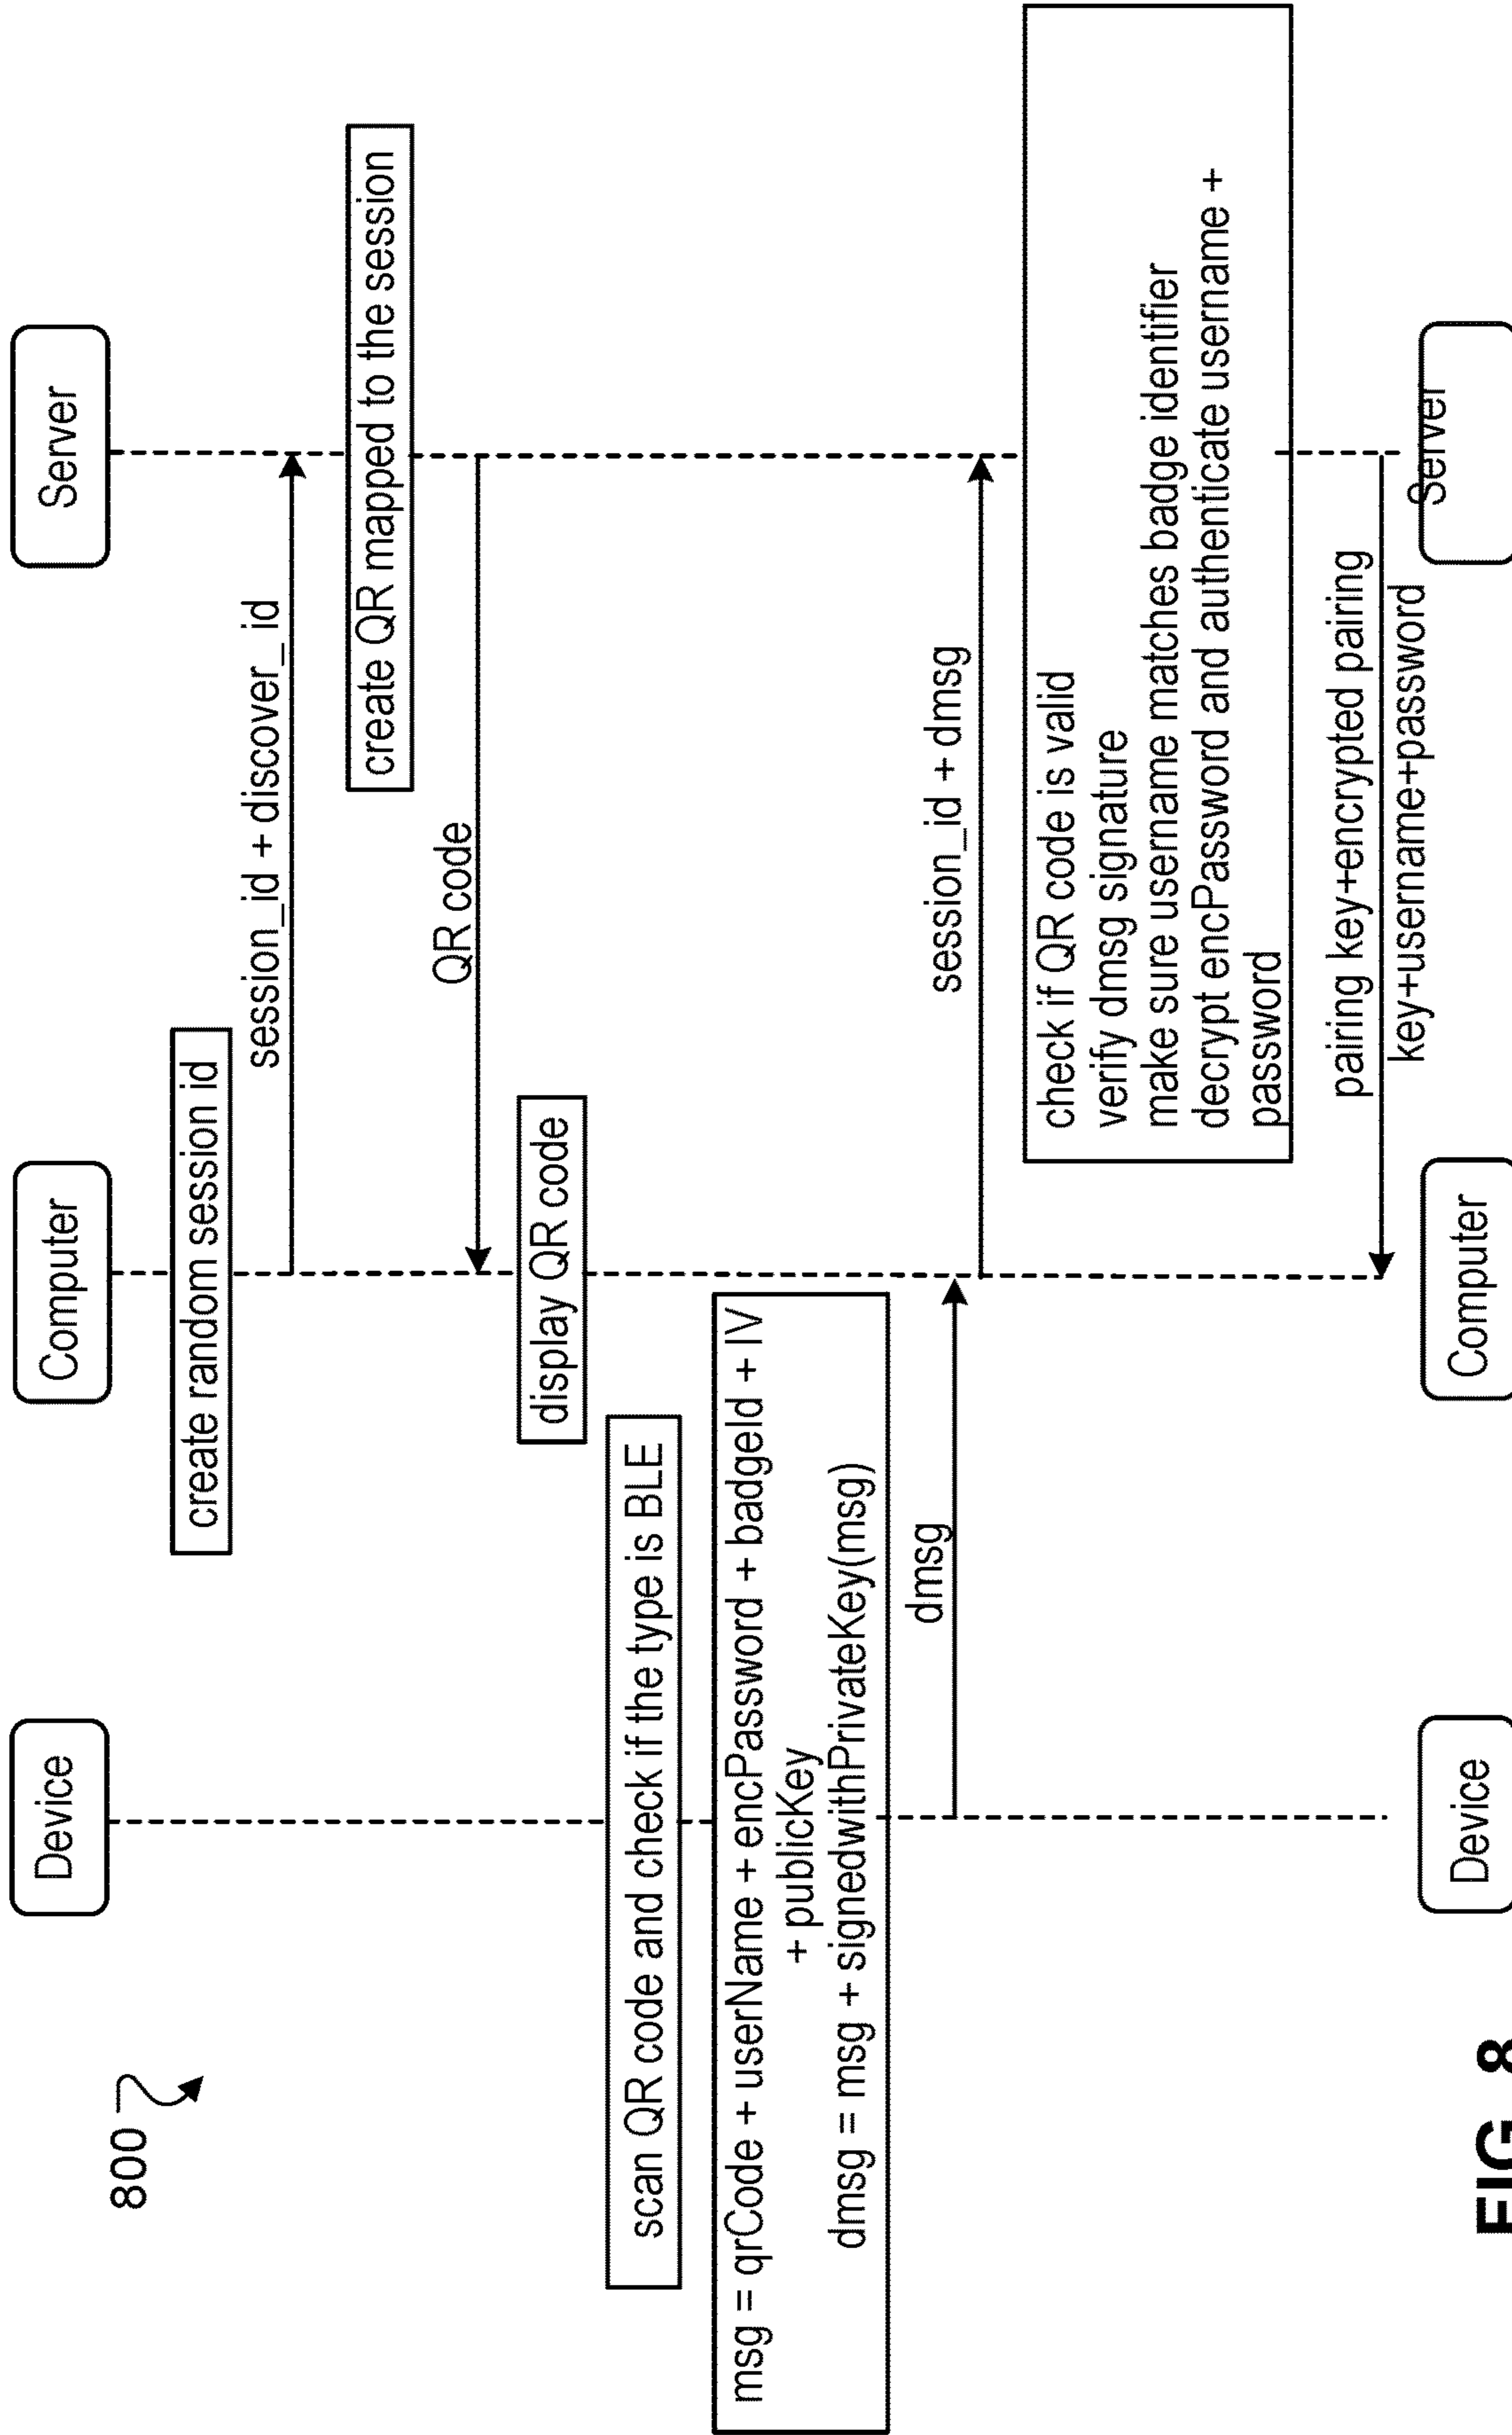 800
Device
Computer
Server
create random session id
session_id + discover_id
create QR mapped to the session
QR code
display QR code
scan QR code and check if the type is BLE
msg = qrCode + userName + encPassword + badgeId + IV
+ publicKey
dmsg = msg + signedwithPrivateKey(msg)
dmsg
session_id + dmsg
check if QR code is valid
verify dmsg signature
make sure username matches badge identifier
decrypt encPassword and authenticate username +
password
pairing key+encrypted pairing
key+username+password
Device
Computer
Server
FIG. 8